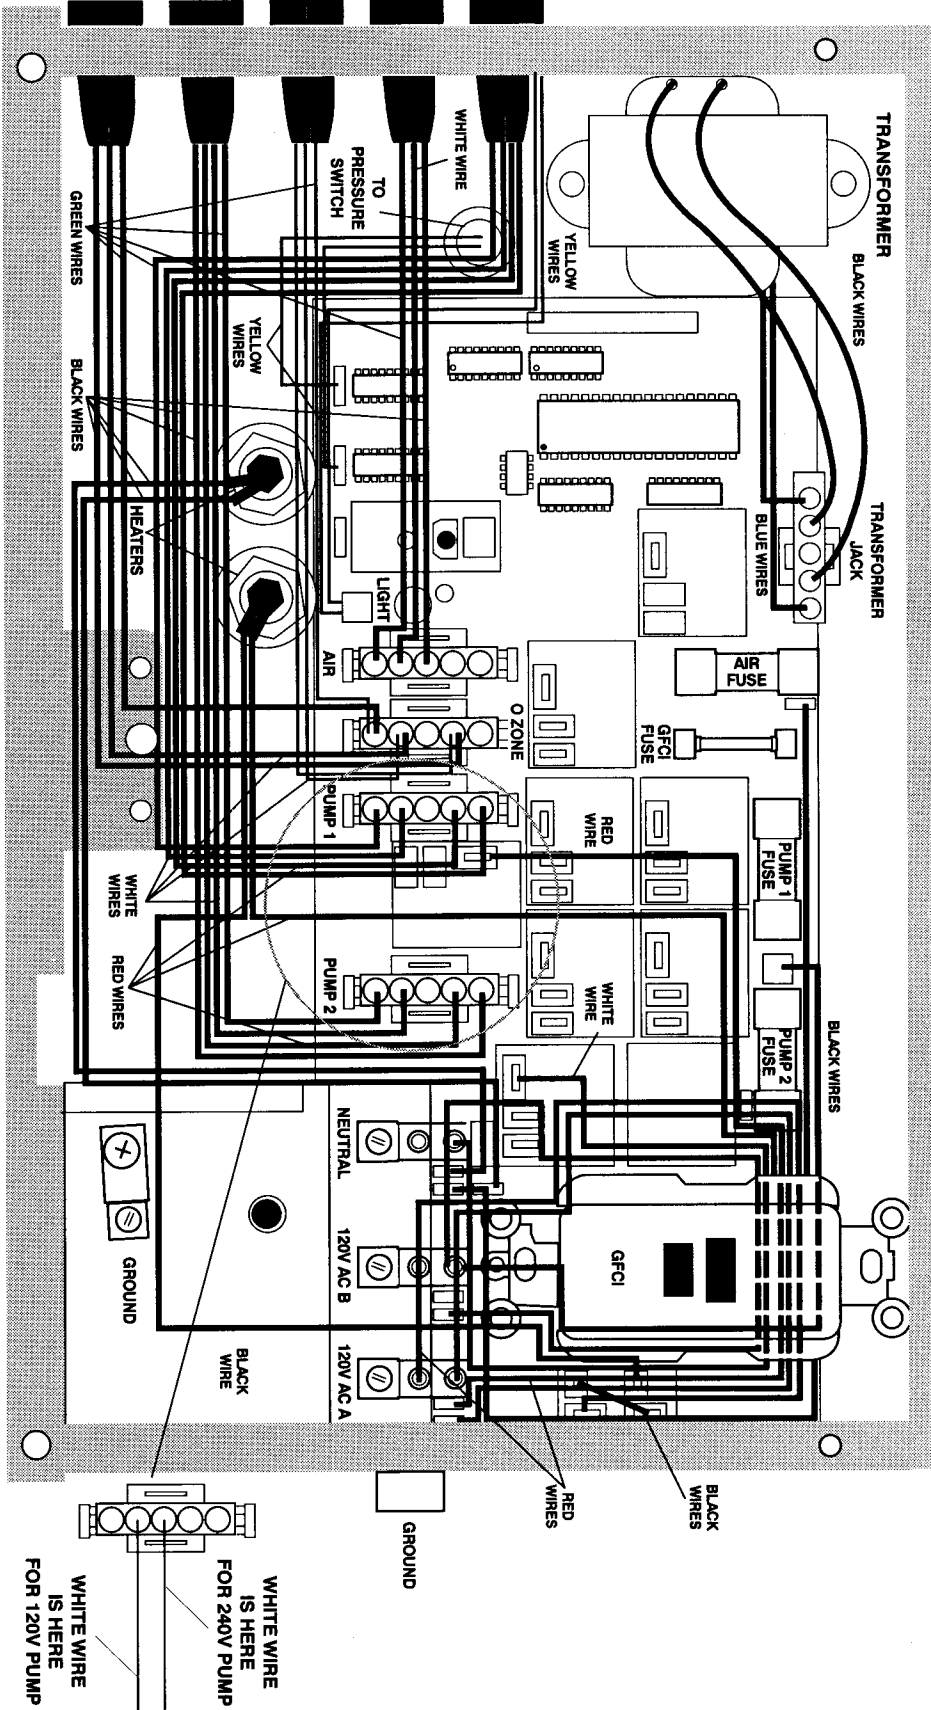 TRANSFORMER
BLACK WIRES
TRANSFORMER
JACK
WHITE WIRE
TO
PRESSURE
SWITCH
YELLOW
WIRES
GREEN WIRES
YELLOW
WIRES
BLACK WIRES
HEATERS
BLUE WIRES
LIGHT
AIR
O ZONE
AIR
FUSE
GFCI
FUSE
PUMP 1
RED
WIRE
PUMP 1
FUSE
WHITE
WIRES
RED WIRES
PUMP 2
WHITE
WIRE
PUMP 2
FUSE
BLACK WIRES
NEUTRAL
GROUND
120V AC B
GFCI
120V AC A
BLACK
WIRE
RED
WIRES
BLACK
WIRES
GROUND
WHITE WIRE
IS HERE
FOR 240V PUMP
WHITE WIRE
IS HERE
FOR 120V PUMP